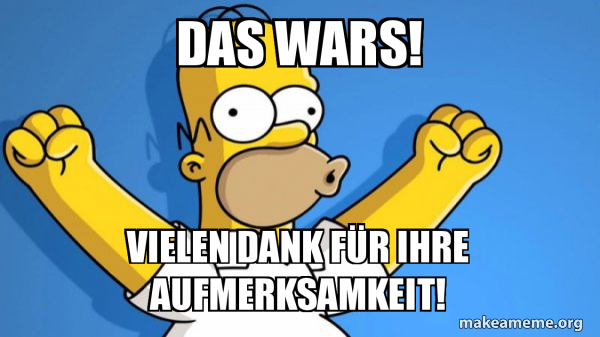 DAS WARS!
VIELEN DANK FÜR IHRE
AUFMERKSAMKEIT!
makeameme.org